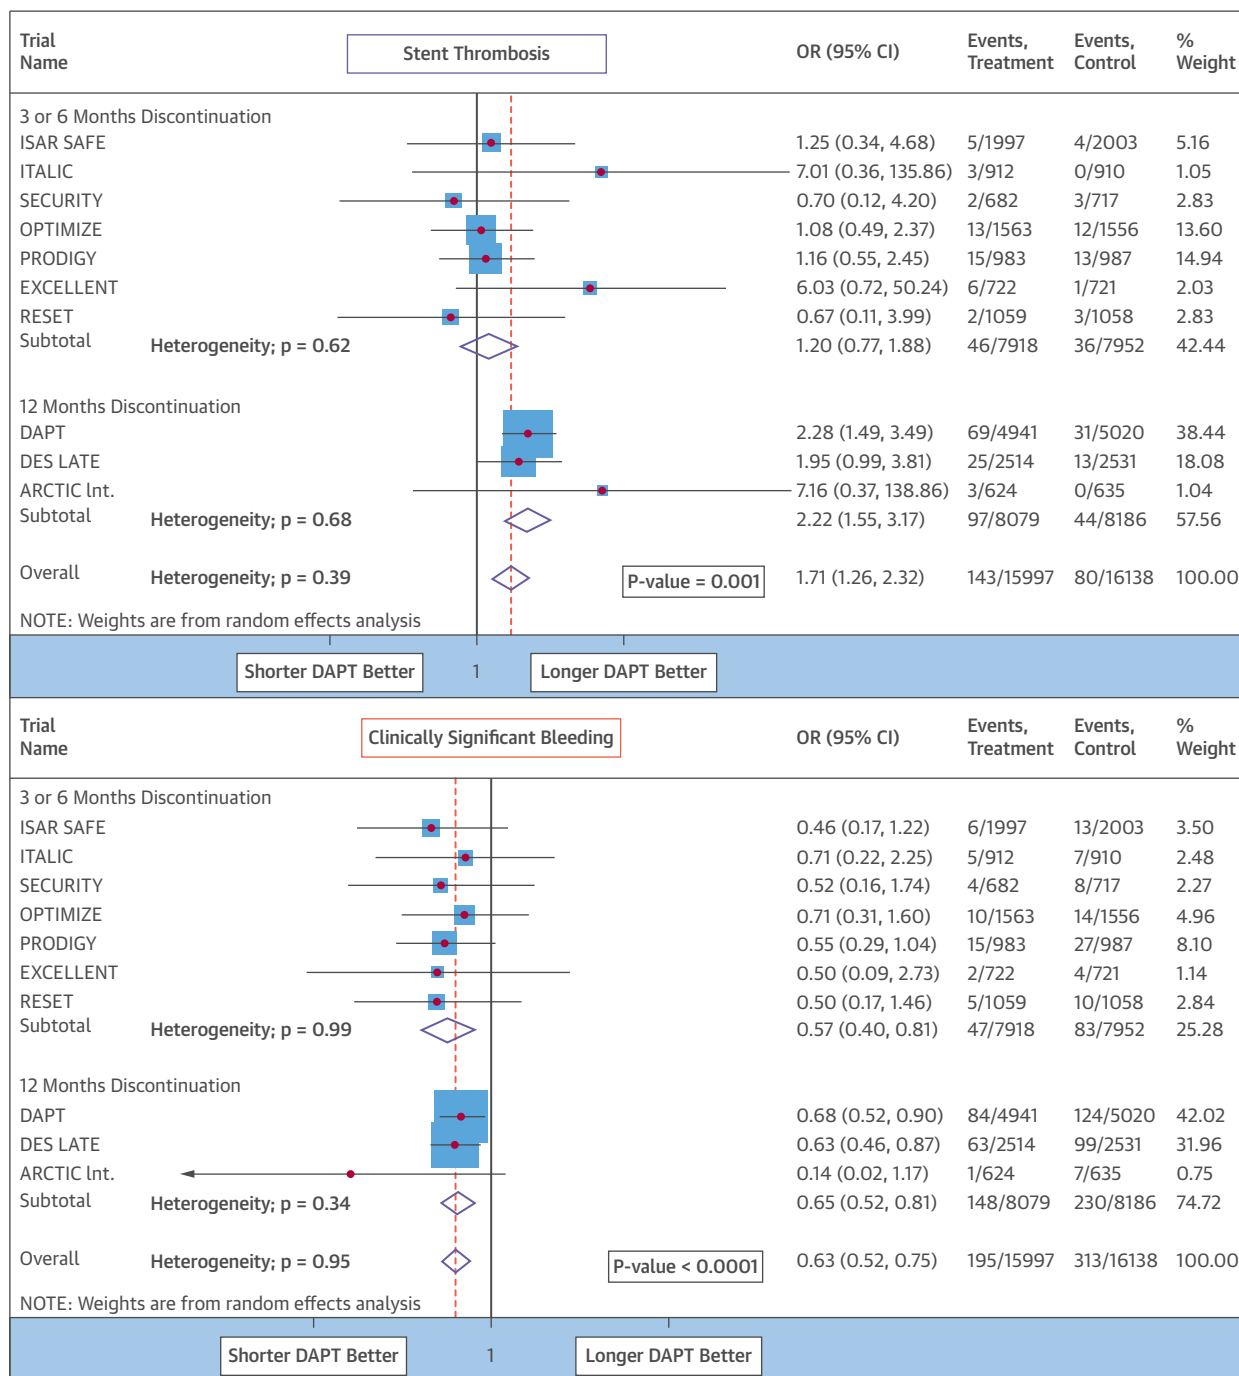 Trial Name Stent Thrombosis OR (95% CI) Events, Treatment Events, Control % Weight
3 or 6 Months Discontinuation
ISAR SAFE 1.25 (0.34, 4.68) 5/1997 4/2003 5.16
ITALIC 7.01 (0.36, 135.86) 3/912 0/910 1.05
SECURITY 0.70 (0.12, 4.20) 2/682 3/717 2.83
OPTIMIZE 1.08 (0.49, 2.37) 13/1563 12/1556 13.60
PRODIGY 1.16 (0.55, 2.45) 15/983 13/987 14.94
EXCELLENT 6.03 (0.72, 50.24) 6/722 1/721 2.03
RESET 0.67 (0.11, 3.99) 2/1059 3/1058 2.83
Subtotal Heterogeneity; p = 0.62 1.20 (0.77, 1.88) 46/7918 36/7952 42.44
12 Months Discontinuation
DAPT 2.28 (1.49, 3.49) 69/4941 31/5020 38.44
DES LATE 1.95 (0.99, 3.81) 25/2514 13/2531 18.08
ARCTIC Int. 7.16 (0.37, 138.86) 3/624 0/635 1.04
Subtotal Heterogeneity; p = 0.68 2.22 (1.55, 3.17) 97/8079 44/8186 57.56
Overall Heterogeneity; p = 0.39 P-value = 0.001 1.71 (1.26, 2.32) 143/15997 80/16138 100.00
NOTE: Weights are from random effects analysis
Shorter DAPT Better 1 Longer DAPT Better
Trial Name Clinically Significant Bleeding OR (95% CI) Events, Treatment Events, Control % Weight
3 or 6 Months Discontinuation
ISAR SAFE 0.46 (0.17, 1.22) 6/1997 13/2003 3.50
ITALIC 0.71 (0.22, 2.25) 5/912 7/910 2.48
SECURITY 0.52 (0.16, 1.74) 4/682 8/717 2.27
OPTIMIZE 0.71 (0.31, 1.60) 10/1563 14/1556 4.96
PRODIGY 0.55 (0.29, 1.04) 15/983 27/987 8.10
EXCELLENT 0.50 (0.09, 2.73) 2/722 4/721 1.14
RESET 0.50 (0.17, 1.46) 5/1059 10/1058 2.84
Subtotal Heterogeneity; p = 0.99 0.57 (0.40, 0.81) 47/7918 83/7952 25.28
12 Months Discontinuation
DAPT 0.68 (0.52, 0.90) 84/4941 124/5020 42.02
DES LATE 0.63 (0.46, 0.87) 63/2514 99/2531 31.96
ARCTIC Int. 0.14 (0.02, 1.17) 1/624 7/635 0.75
Subtotal Heterogeneity; p = 0.34 0.65 (0.52, 0.81) 148/8079 230/8186 74.72
Overall Heterogeneity; p = 0.95 P-value < 0.0001 0.63 (0.52, 0.75) 195/15997 313/16138 100.00
NOTE: Weights are from random effects analysis
Shorter DAPT Better 1 Longer DAPT Better